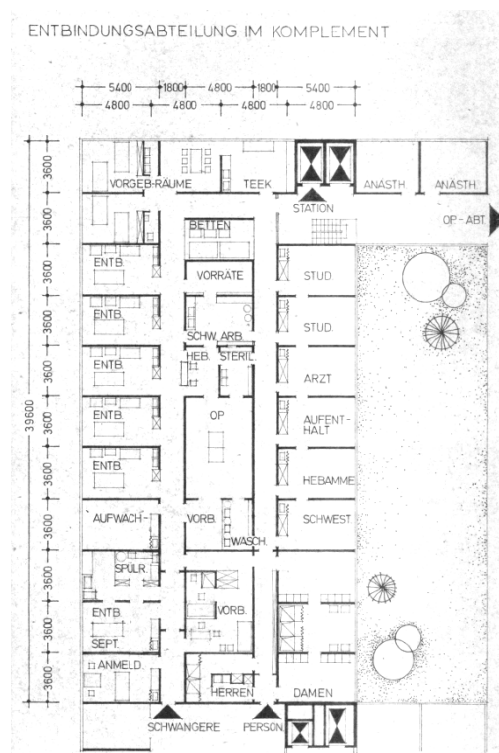 ENTBINDUNGSABTEILUNG IM KOMPLEMENT
5400 1800 4800 1800 5400
4800 4800 4800 4800
3600
3600
3600
3600
3600
3600
3600
3600
3600
3600
3600
39600
VORGEB-RÄUME
TEEK
ANÄSTH.
ANÄSTH.
STATION
OP-ABT.
BETTEN
ENTB.
VORRÄTE
STUD.
ENTB.
SCHW. ARB.
STUD.
HEB.
STERIL.
ENTB.
ARZT
ENTB.
OP
AUFENT-
HALT
ENTB.
HEBAMME
AUFWACH-
VORB.
WASCH.
SCHWEST.
SPÜLR.
ENTB.
SEPT.
VORB.
ANMELD.
HERREN
DAMEN
SCHWANGERE
PERSON.